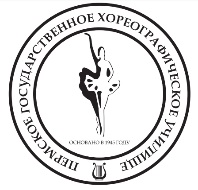 ПЕРМСКОЕ ГОСУДАРСТВЕННОЕ ХОРЕОГРАФИЧЕСКОЕ УЧИЛИЩЕ
ОСНОВАНО В 1945 ГОДУ